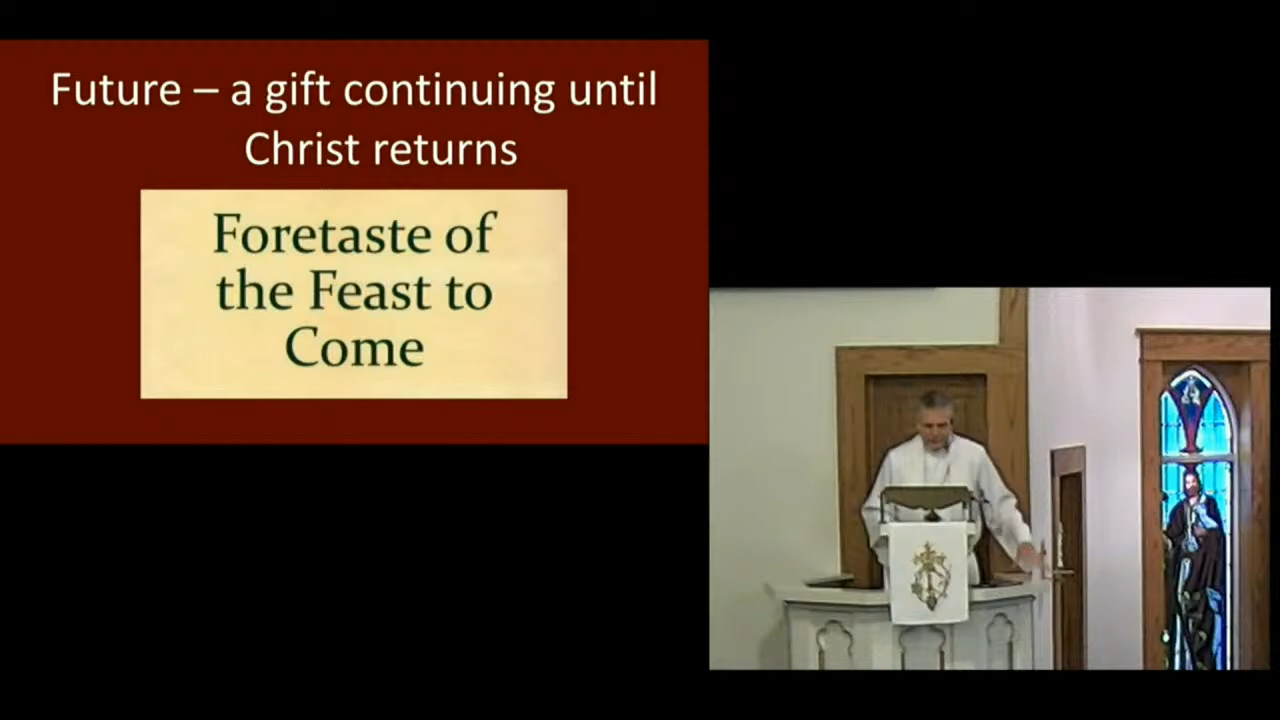 Future – a gift continuing until
Christ returns
Foretaste of
the Feast to
Come